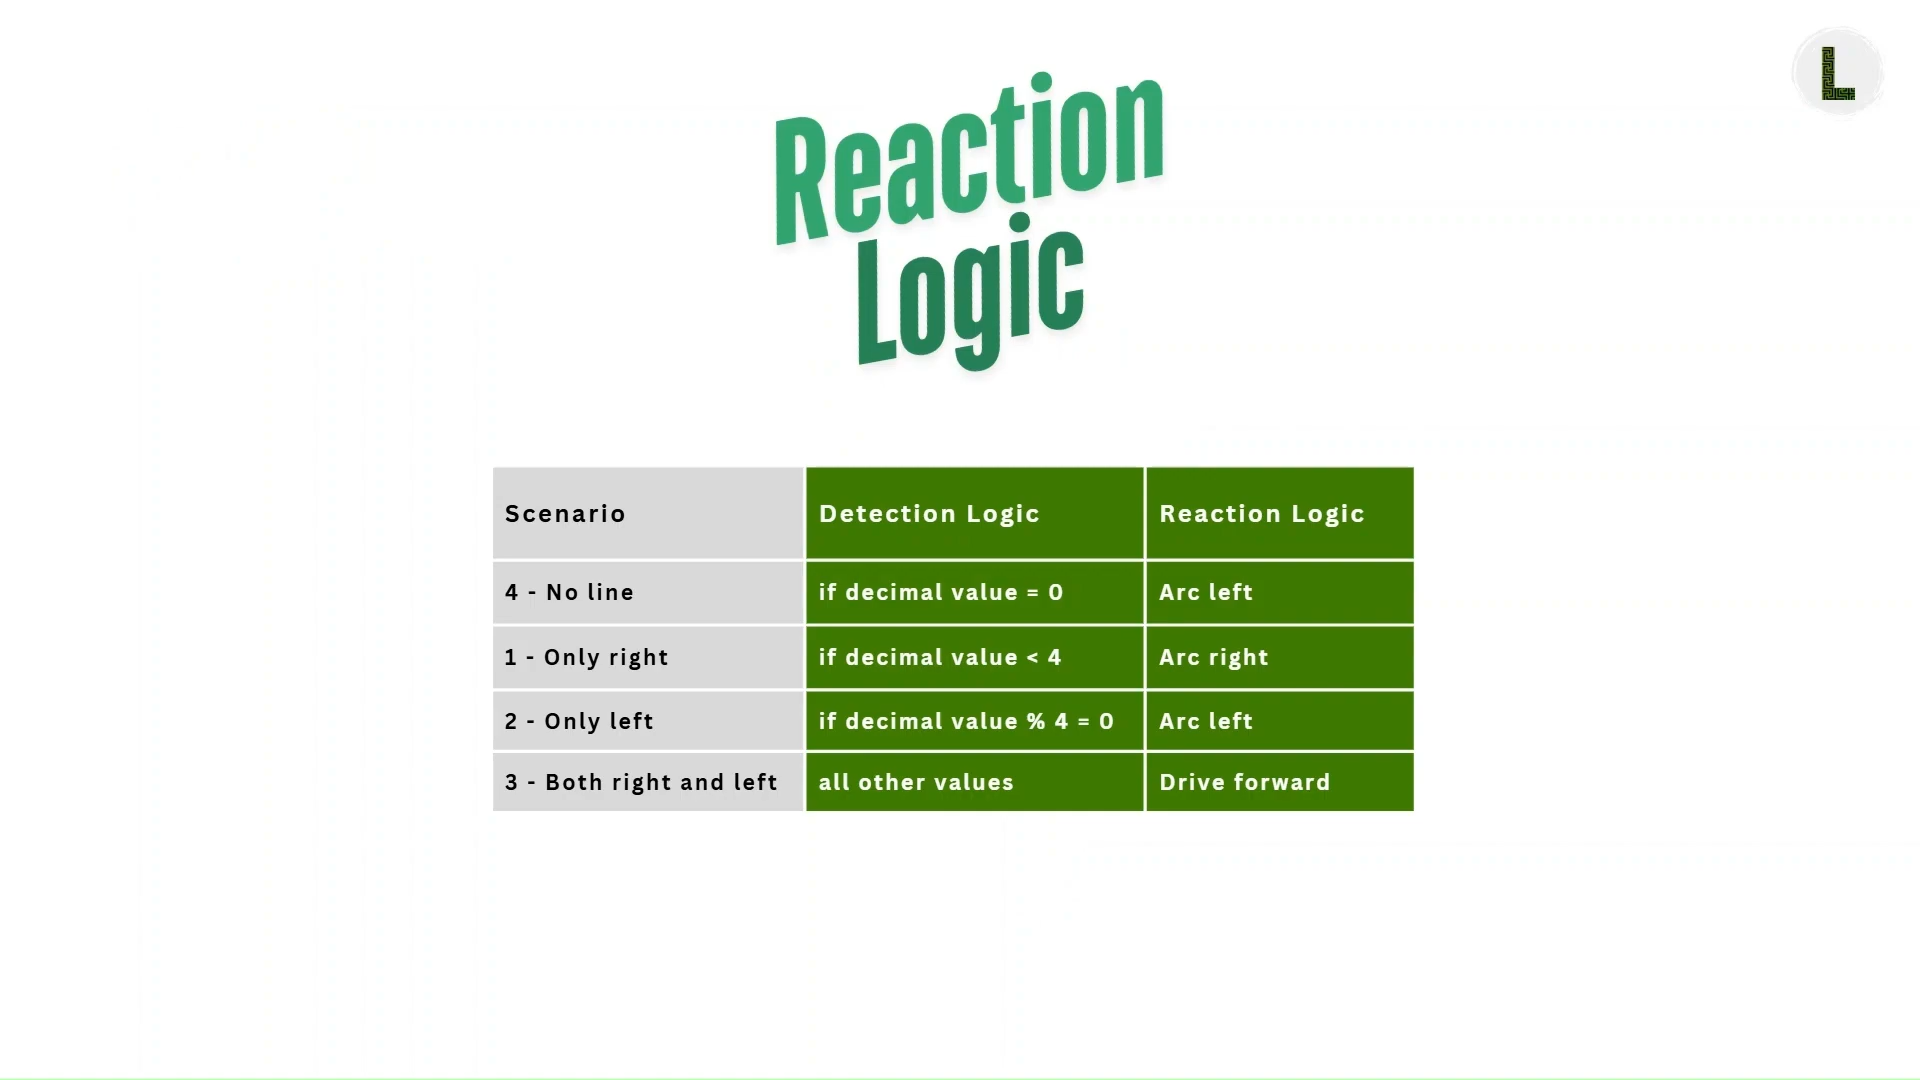 Reaction
Logic
L
Scenario Detection Logic Reaction Logic
4 - No line if decimal value = 0 Arc left
1 - Only right if decimal value < 4 Arc right
2 - Only left if decimal value % 4 = 0 Arc left
3 - Both right and left all other values Drive forward